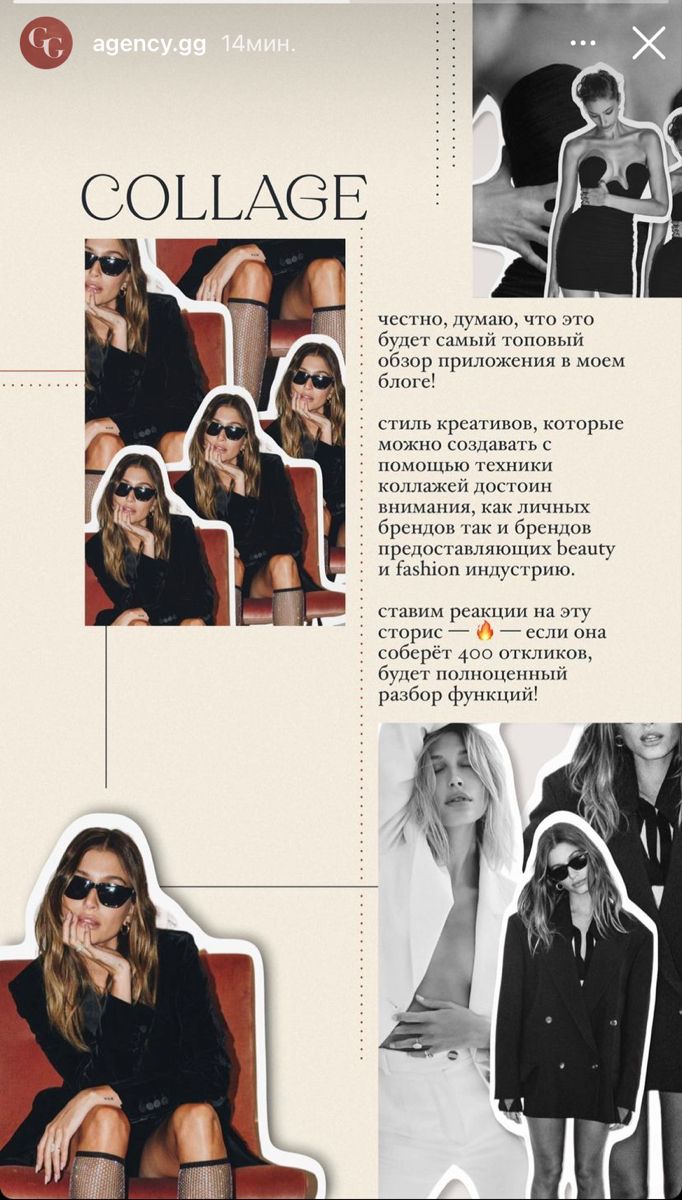 GG
agency.gg 14мин.
COLLAGE
честно, думаю, что это
будет самый топовый
обзор приложения в моем
блоге!
стиль креативов, которые
можно создавать с
помощью техники
коллажей достоин
внимания, как личных
брендов так и брендов
предоставляющих beauty
и fashion индустрию.
ставим реакции на эту
сторис — 🔥 — если она
соберёт 400 откликов,
будет полноценный
разбор функций!